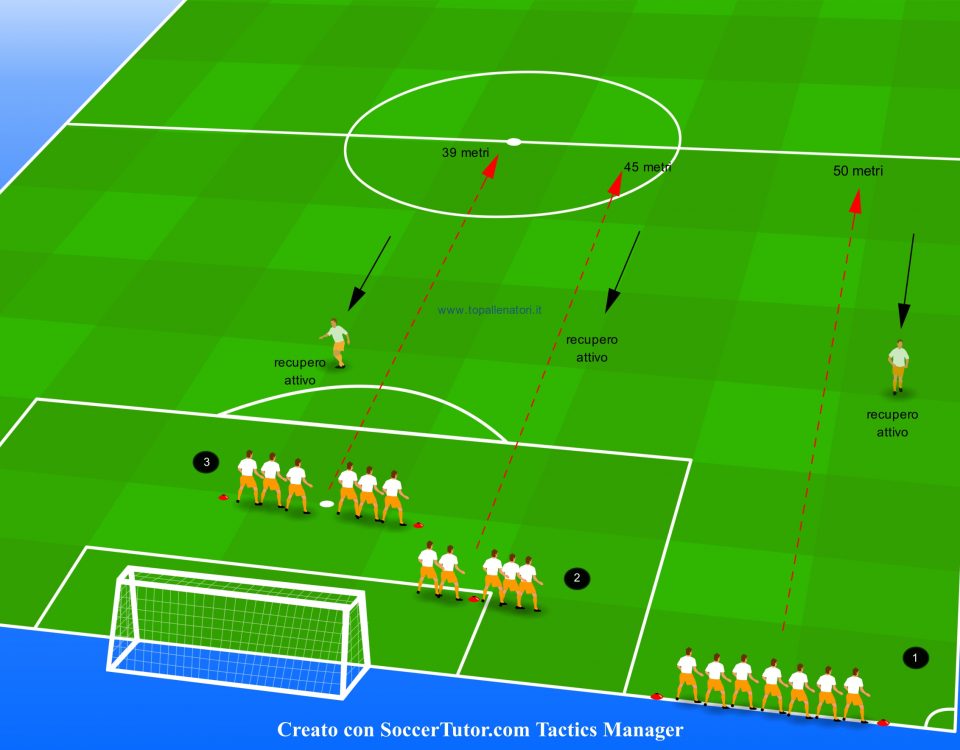 39 metri
45 metri
50 metri
www.topallenatori.it
recupero
attivo
recupero
attivo
recupero
attivo
3
2
1
Creato con SoccerTutor.com Tactics Manager